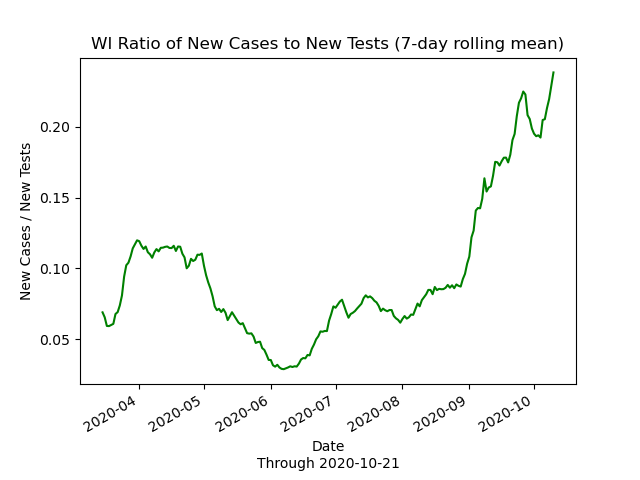 WI Ratio of New Cases to New Tests (7-day rolling mean)
New Cases / New Tests
0.20
0.15
0.10
0.05
2020-04
2020-05
2020-06
2020-07
2020-08
2020-09
2020-10
Date
Through 2020-10-21